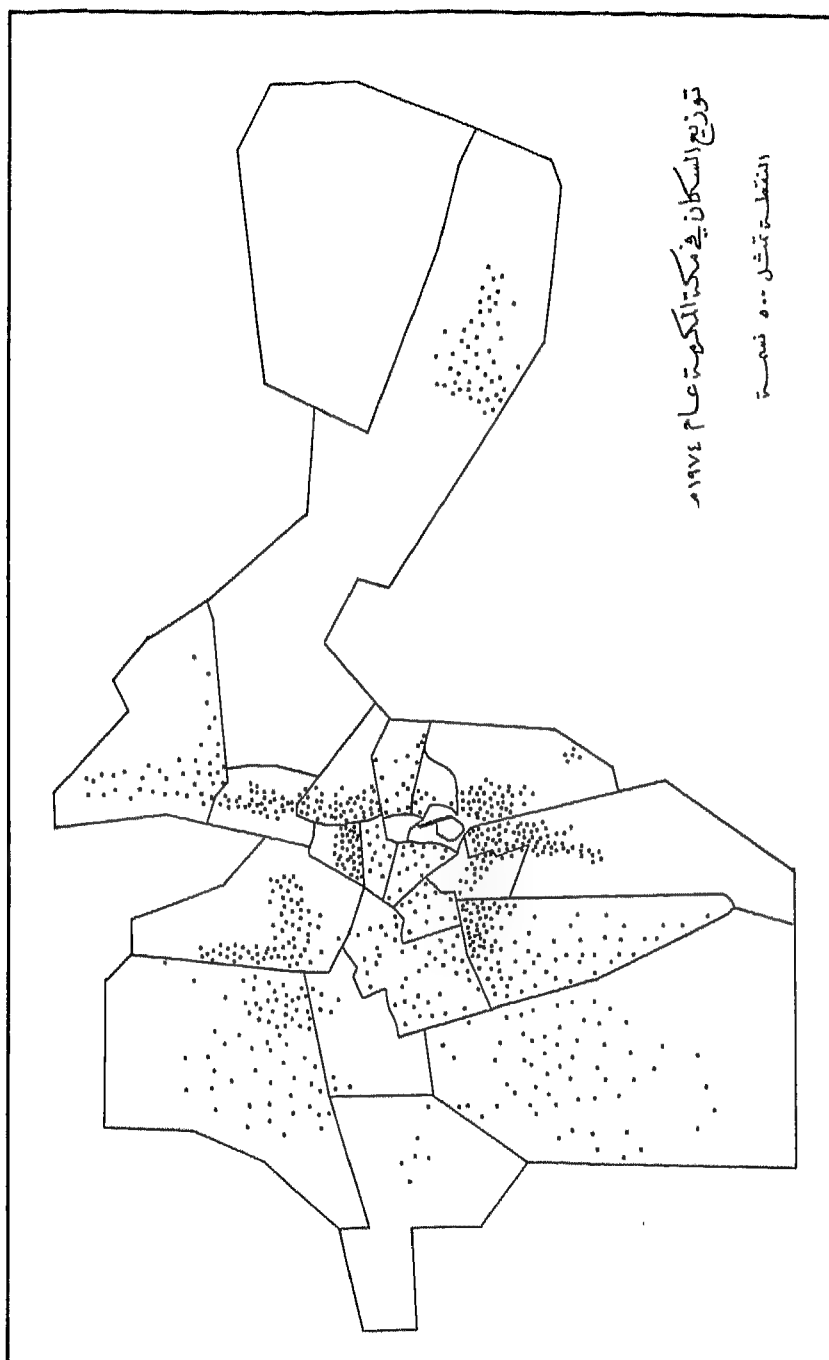 توزيع السكان في مكة المكرمة عام ١٩٧٤م
النقطة تمثل ٥٠٠ نسمة